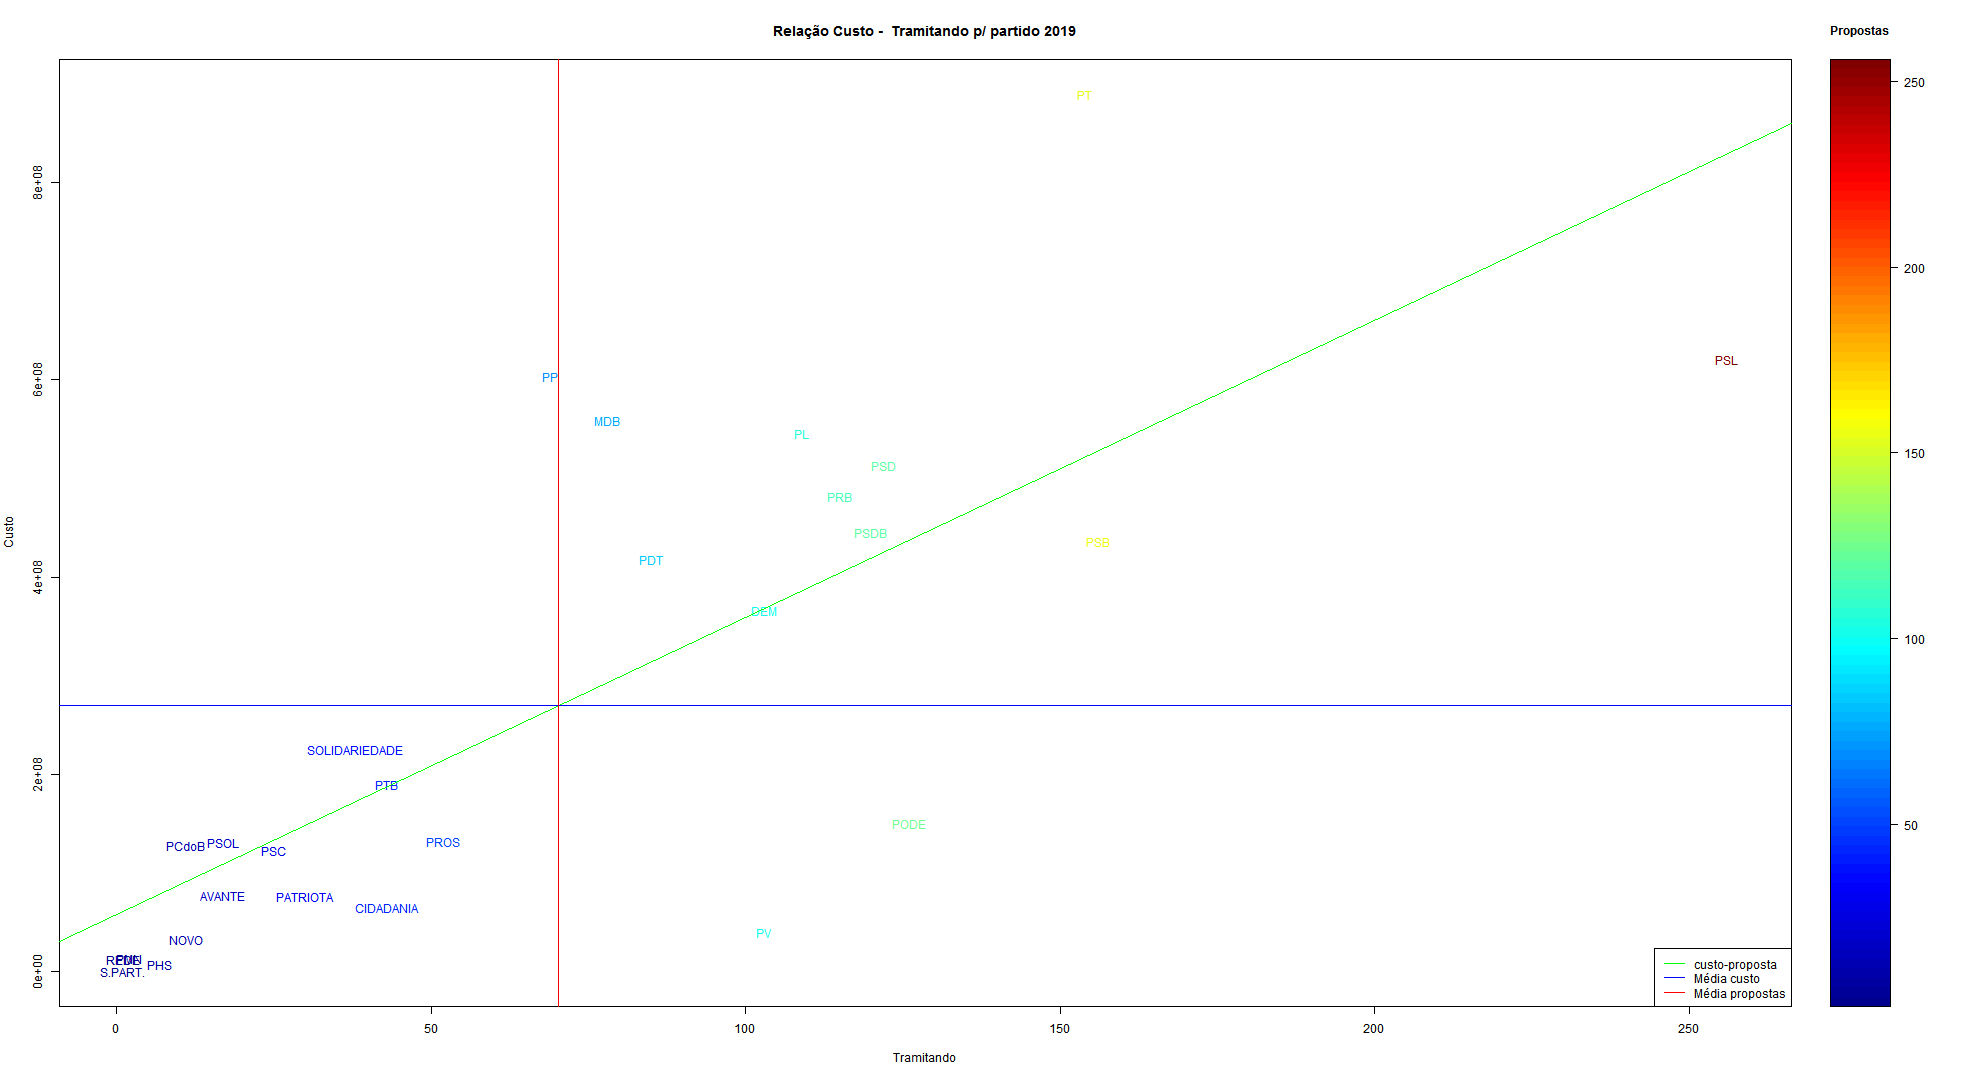 Relação Custo -  Tramitando p/ partido 2019
Propostas
PT
PSL
PP
MDB
PL
PSD
PRB
PSDB
PSB
PDT
DEM
SOLIDARIEDADE
PTB
PODE
PCdoB
PSOL
PSC
PROS
AVANTE
PATRIOTA
CIDADANIA
PV
NOVO
REDE
PMN
PHS
S.PART.
custo-proposta
Média custo
Média propostas
Custo
8e+08
6e+08
4e+08
2e+08
0e+00
0
50
100
150
200
250
Tramitando
250
200
150
100
50